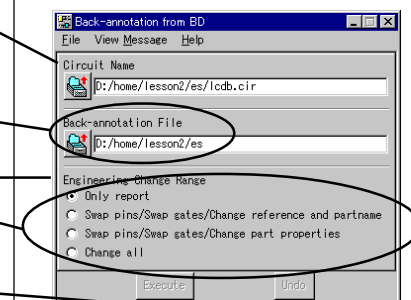 Back-annotation from BD
File View Message Help
Circuit Name
D:/home/lesson2/es/lcdb.cir
Back-annotation File
D:/home/lesson2/es
Engineering Change Range
Only report
Swap pins/Swap gates/Change reference and partname
Swap pins/Swap gates/Change part properties
Change all
Execute Undo